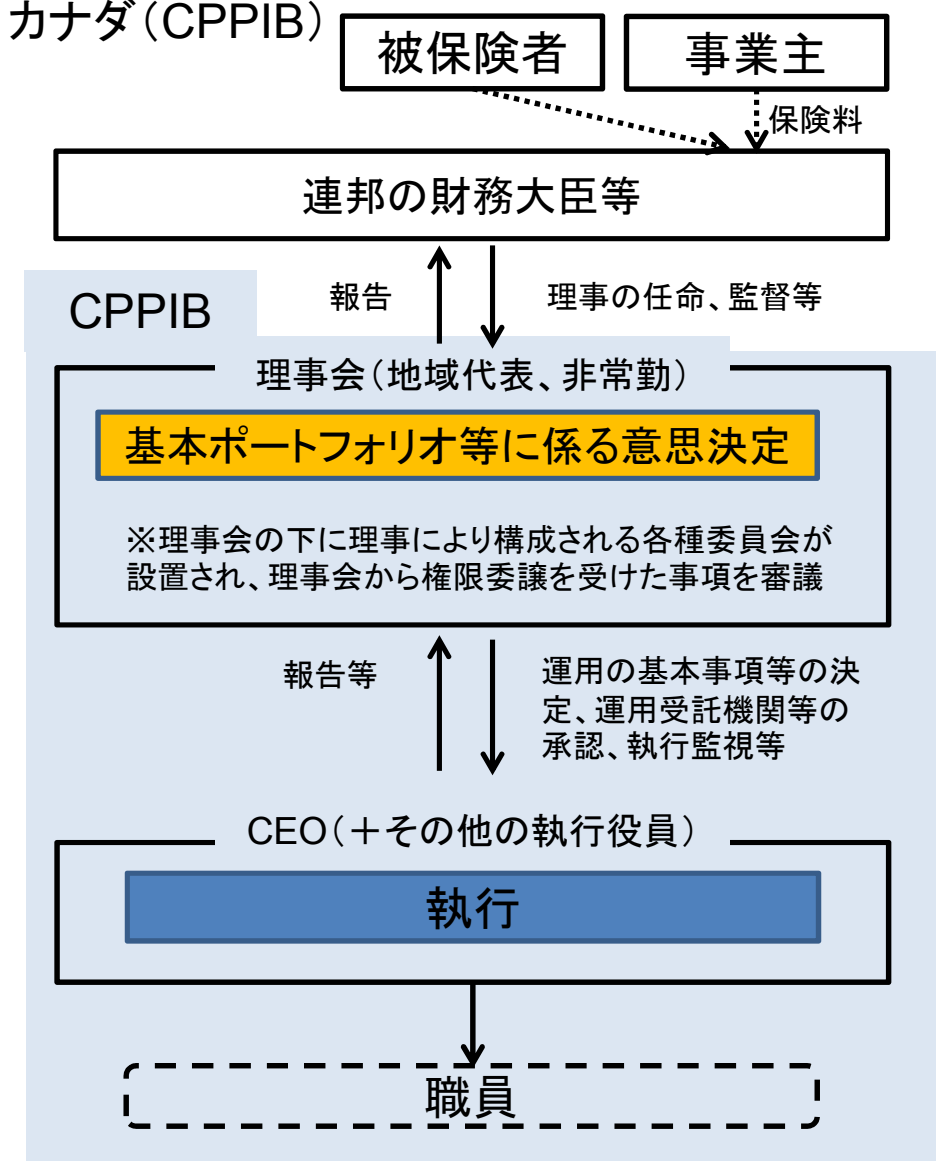 カナダ（CPPIB）
被保険者
事業主
保険料
連邦の財務大臣等
報告
理事の任命、監督等
CPPIB
理事会（地域代表、非常勤）
基本ポートフォリオ等に係る意思決定
※理事会の下に理事により構成される各種委員会が
設置され、理事会から権限委譲を受けた事項を審議
報告等
運用の基本事項等の決
定、運用受託機関等の
承認、執行監視等
CEO（＋その他の執行役員）
執行
職員